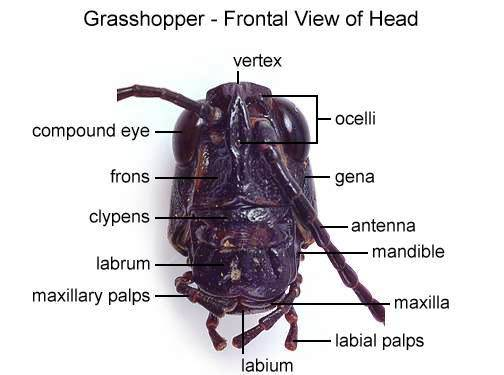 Grasshopper - Frontal View of Head
vertex
compound eye
ocelli
frons
gena
clypens
antenna
mandible
labrum
maxillary palps
maxilla
labial palps
labium